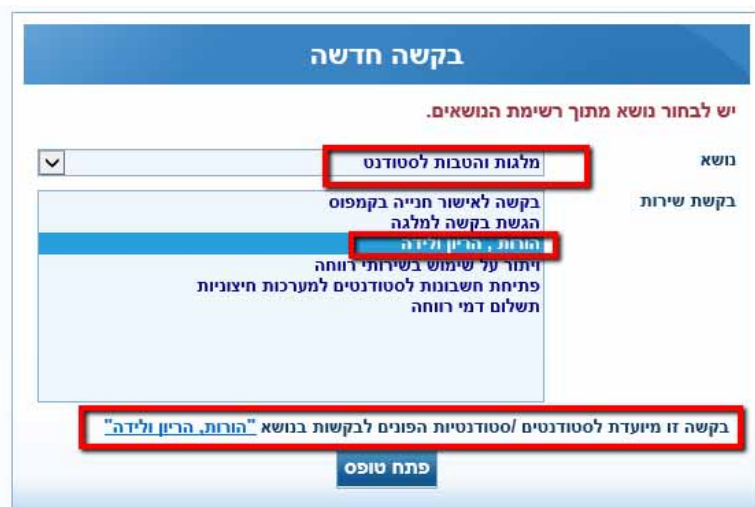 בקשה חדשה
יש לבחור נושא מתוך רשימת הנושאים.
נושא מלגות והטבות לסטודנט
בקשת שירות בקשה לאישור חנייה בקמפוס
הגשת בקשה למלגה
הורות , הריון ולידה
ויתור על שימוש בשירותי רווחה
פתיחת חשבונות לסטודנטים למערכות חיצוניות
תשלום דמי רווחה
בקשה זו מיועדת לסטודנטים /סטודנטיות הפונים לבקשות בנושא "הורות, הריון ולידה"
פתח טופס